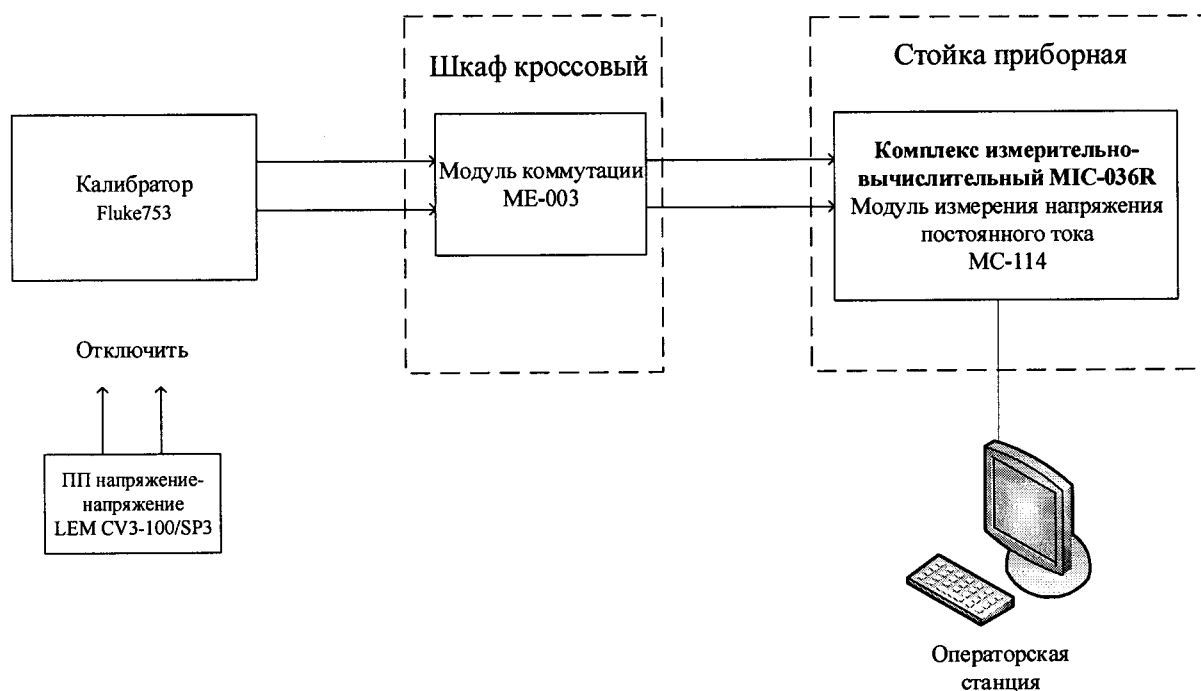 Шкаф кроссовый
Стойка приборная
Калибратор
Fluke753
Модуль коммутации
МЕ-003
Комплекс измерительно-
вычислительный MIC-036R
Модуль измерения напряжения
постоянного тока
МС-114
Отключить
ПП напряжение-
напряжение
LEM CV3-100/SP3
Операторская
станция